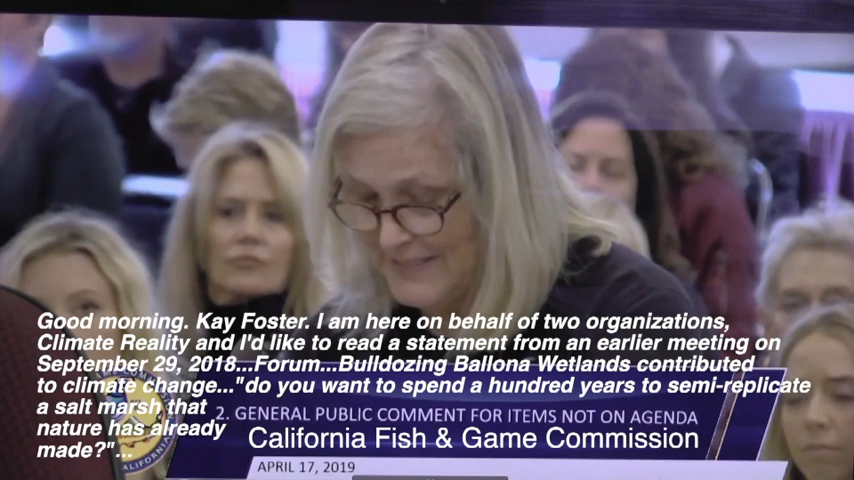 Good morning. Kay Foster. I am here on behalf of two organizations,
Climate Reality and I'd like to read a statement from an earlier meeting on
September 29, 2018...Forum...Bulldozing Ballona Wetlands contributed
to climate change..."do you want to spend a hundred years to semi-replicate
a salt marsh that
nature has already
made?"...
2. GENERAL PUBLIC COMMENT FOR ITEMS NOT ON AGENDA
California Fish & Game Commission
APRIL 17, 2019